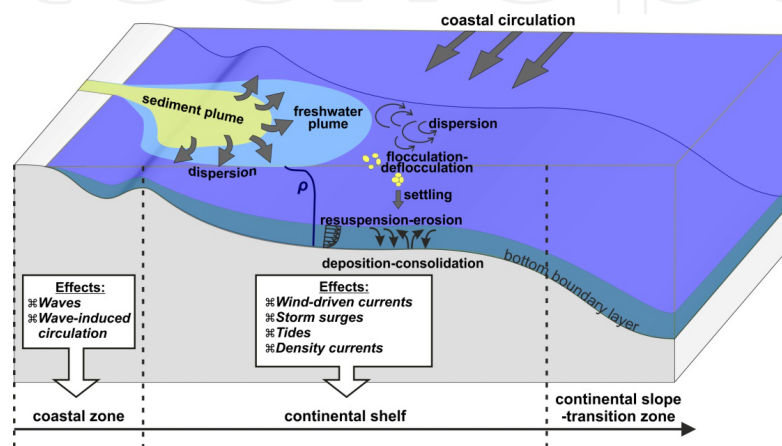 coastal circulation
sediment plume
freshwater
plume
dispersion
dispersion
flocculation-
deflocculation
settling
ρ
resuspension-erosion
deposition-consolidation
bottom boundary layer
Effects:
⌘Waves
⌘Wave-induced
circulation
Effects:
⌘Wind-driven currents
⌘Storm surges
⌘Tides
⌘Density currents
coastal zone
continental shelf
continental slope
-transition zone